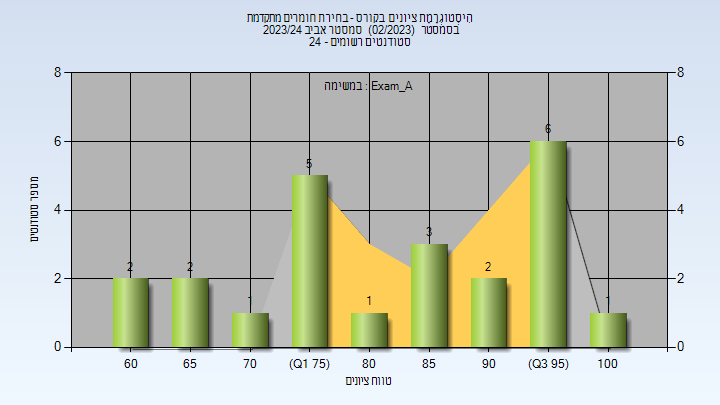 היסטוגרמת ציונים בקורס - בחירת חומרים מתקדמת
בסמסטר (02/2023) סמסטר אביב 2023/24
סטודנטים רשומים - 24
במשימה : Exam_A
מספר סטודנטים
8 6 4 2 0
8 6 4 2 0
2 2 1 5 1 3 2 6 1
60 65 70 (Q1 75) 80 85 90 (Q3 95) 100
טווח ציונים